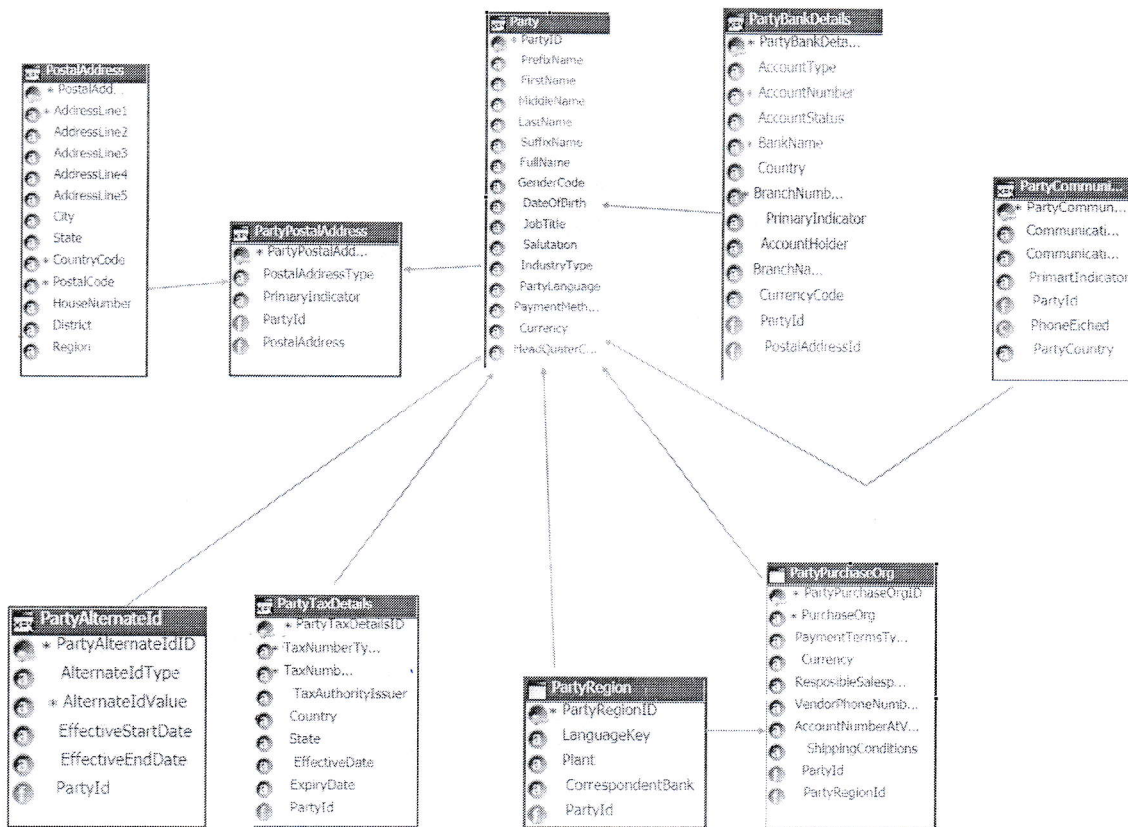 PostalAddress
* PostalAdd...
* AddressLine1
AddressLine2
AddressLine3
AddressLine4
AddressLine5
City
State
* CountryCode
* PostalCode
HouseNumber
District
Region
PartyPostalAddress
* PartyPostalAdd...
PostalAddressType
PrimaryIndicator
PartyId
PostalAddress
Party
* PartyID
PrefixName
FirstName
MiddleName
LastName
SuffixName
FullName
GenderCode
DateOfBirth
JobTitle
Salutation
IndustryType
PartyLanguage
PaymentMeth...
Currency
HeadQuaterC...
PartyBankDetails
* PartyBankDeta...
AccountType
* AccountNumber
AccountStatus
* BankName
Country
* BranchNumb...
PrimaryIndicator
AccountHolder
BranchNa...
CurrencyCode
PartyId
PostalAddressId
PartyCommuni...
* PartyCommun...
Communicati...
Communicati...
PrimartIndicator
PartyId
PhoneEiched
PartyCountry
PartyAlternateId
* PartyAlternateIdID
AlternateIdType
* AlternateIdValue
EffectiveStartDate
EffectiveEndDate
PartyId
PartyTaxDetails
* PartyTaxDetailsID
* TaxNumberTy...
* TaxNumb...
TaxAuthorityIssuer
Country
State
EffectiveDate
ExpiryDate
PartyId
PartyRegion
* PartyRegionID
LanguageKey
Plant
CorrespondentBank
PartyId
PartyPurchaseOrg
* PartyPurchaseOrgID
* PurchaseOrg
PaymentTermsTy...
Currency
ResposibleSalesp...
VendorPhoneNumb...
AccountNumberAtV...
ShippingConditions
PartyId
PartyRegionId